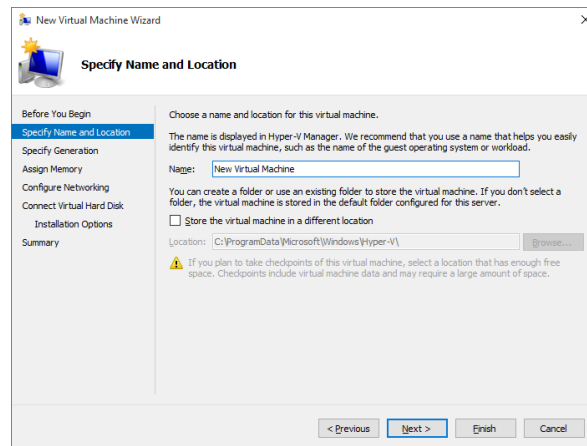 New Virtual Machine Wizard
Specify Name and Location
Before You Begin
Specify Name and Location
Specify Generation
Assign Memory
Configure Networking
Connect Virtual Hard Disk
Installation Options
Summary
Choose a name and location for this virtual machine.
The name is displayed in Hyper-V Manager. We recommend that you use a name that helps you easily
identify this virtual machine, such as the name of the guest operating system or workload.
Name: New Virtual Machine
You can create a folder or use an existing folder to store the virtual machine. If you don't select a
folder, the virtual machine is stored in the default folder configured for this server.
Store the virtual machine in a different location
Location: C:\ProgramData\Microsoft\Windows\Hyper-V\ Browse...
If you plan to take checkpoints of this virtual machine, select a location that has enough free
space. Checkpoints include virtual machine data and may require a large amount of space.
< Previous Next > Finish Cancel